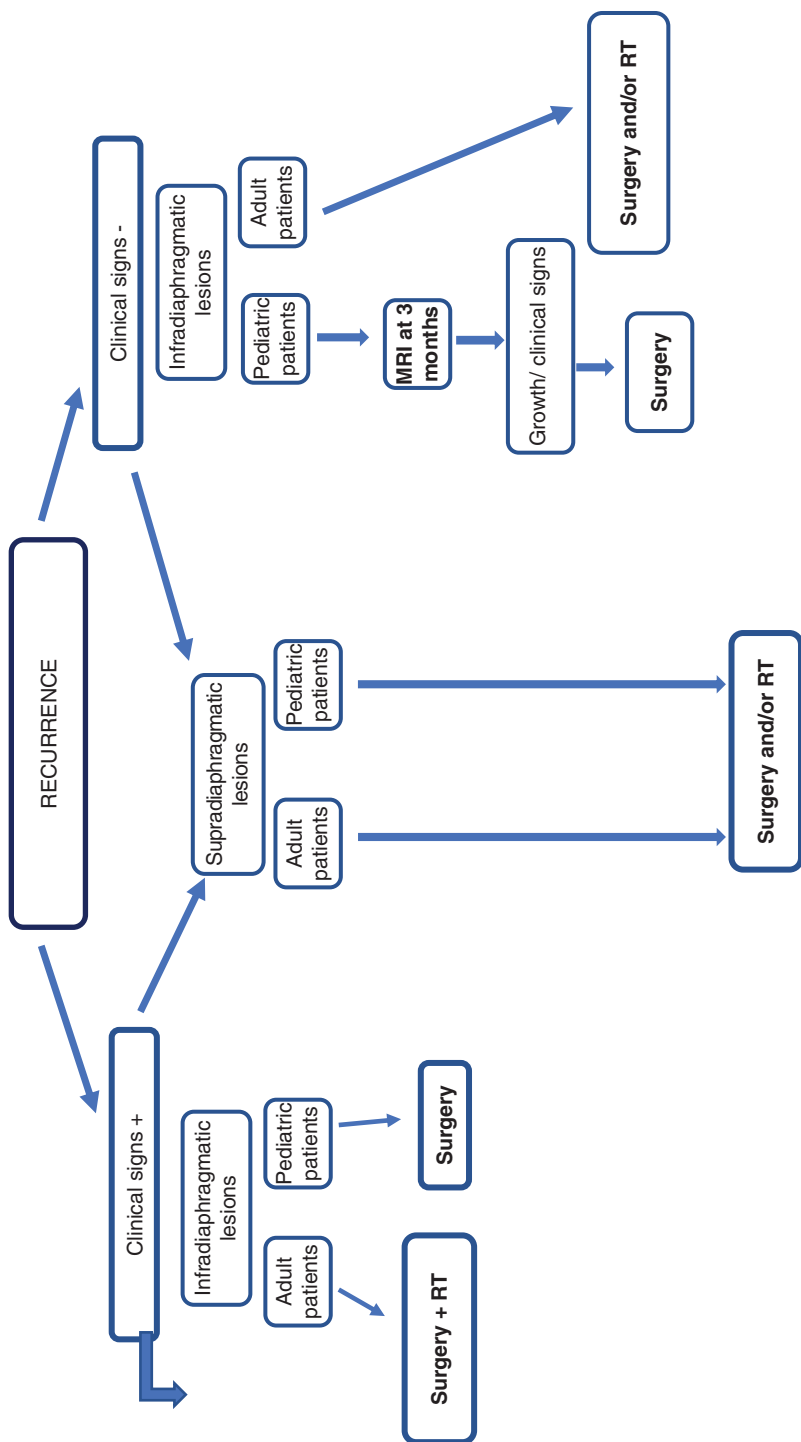 RECURRENCE
Clinical signs +
Clinical signs -
Infradiaphragmatic
lesions
Adult
patients
Pediatric
patients
Surgery + RT
Surgery
Supradiaphragmatic
lesions
Adult
patients
Pediatric
patients
Surgery and/or RT
Infradiaphragmatic
lesions
Pediatric
patients
Adult
patients
MRI at 3
months
Growth/ clinical signs
Surgery
Surgery and/or RT